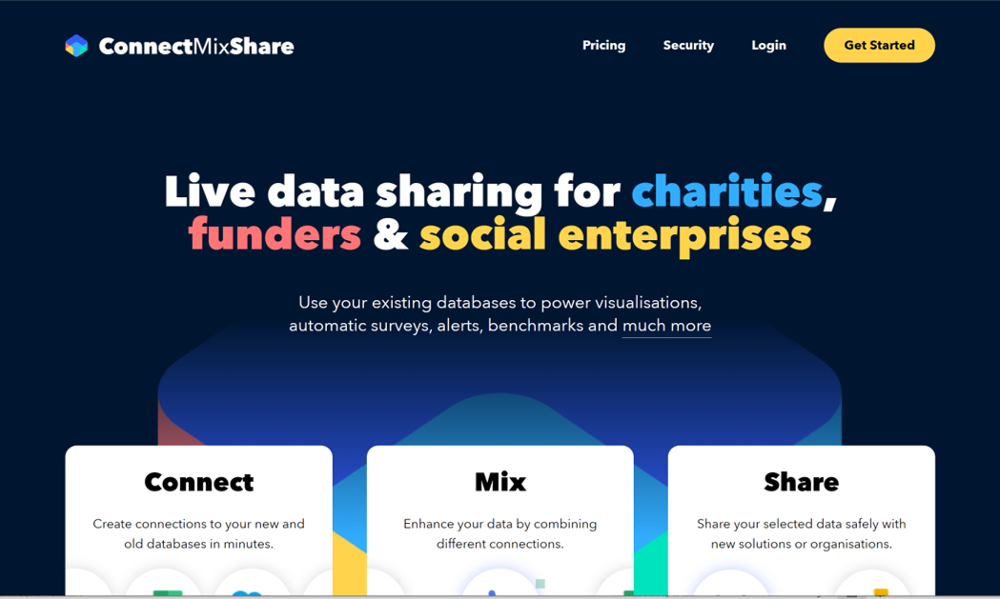 ConnectMixShare
Pricing
Security
Login
Get Started
Live data sharing for charities,
funders & social enterprises
Use your existing databases to power visualisations,
automatic surveys, alerts, benchmarks and much more
Connect
Create connections to your new and
old databases in minutes.
Mix
Enhance your data by combining
different connections.
Share
Share your selected data safely with
new solutions or organisations.